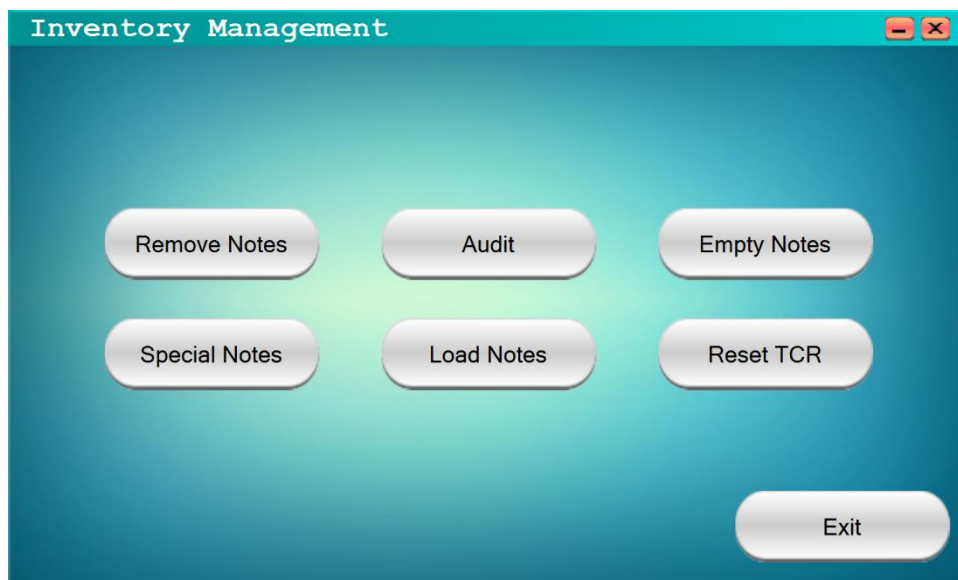 Inventory Management
Remove Notes
Audit
Empty Notes
Special Notes
Load Notes
Reset TCR
Exit